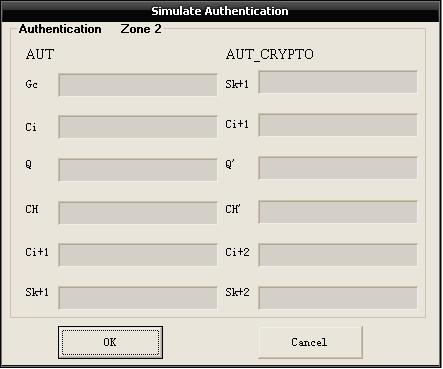 Simulate Authentication
Authentication Zone 2
AUT AUT_CRYPTO
Gc Sk+1
Ci Ci+1
Q Q'
CH CH'
Ci+1 Ci+2
Sk+1 Sk+2
OK Cancel